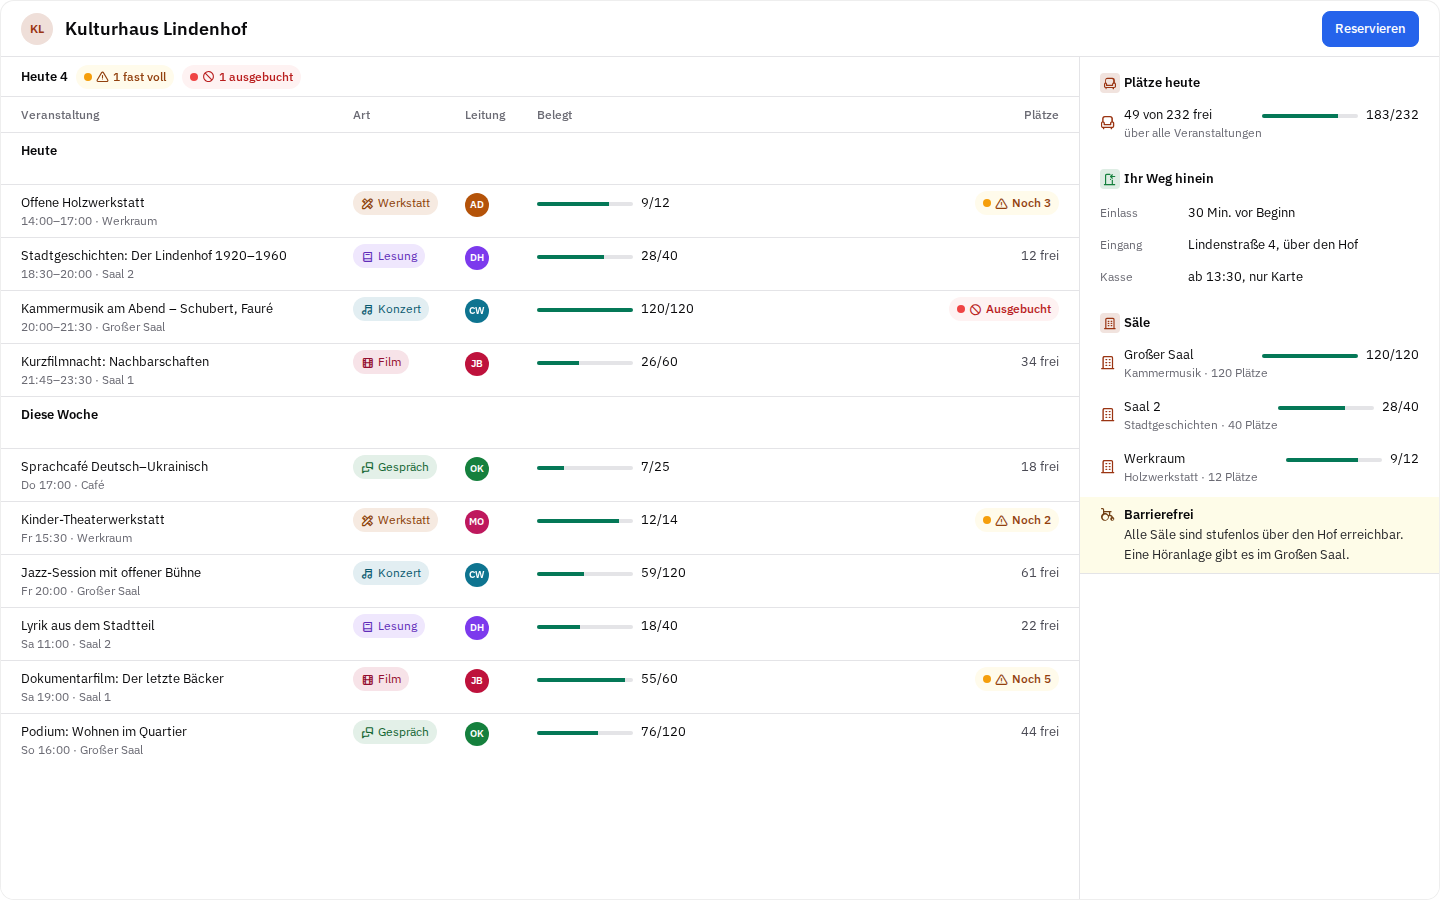 KL Kulturhaus Lindenhof Reservieren
Heute 4 1 fast voll 1 ausgebucht
Veranstaltung Art Leitung Belegt Plätze
Heute
Offene Holzwerkstatt Werkstatt AD 9/12 Noch 3
14:00–17:00 · Werkraum
Stadtgeschichten: Der Lindenhof 1920–1960 Lesung DH 28/40 12 frei
18:30–20:00 · Saal 2
Kammermusik am Abend – Schubert, Fauré Konzert CW 120/120 Ausgebucht
20:00–21:30 · Großer Saal
Kurzfilmnacht: Nachbarschaften Film JB 26/60 34 frei
21:45–23:30 · Saal 1
Diese Woche
Sprachcafé Deutsch–Ukrainisch Gespräch OK 7/25 18 frei
Do 17:00 · Café
Kinder-Theaterwerkstatt Werkstatt MO 12/14 Noch 2
Fr 15:30 · Werkraum
Jazz-Session mit offener Bühne Konzert CW 59/120 61 frei
Fr 20:00 · Großer Saal
Lyrik aus dem Stadtteil Lesung DH 18/40 22 frei
Sa 11:00 · Saal 2
Dokumentarfilm: Der letzte Bäcker Film JB 55/60 Noch 5
Sa 19:00 · Saal 1
Podium: Wohnen im Quartier Gespräch OK 76/120 44 frei
So 16:00 · Großer Saal
Plätze heute
49 von 232 frei 183/232
über alle Veranstaltungen
Ihr Weg hinein
Einlass 30 Min. vor Beginn
Eingang Lindenstraße 4, über den Hof
Kasse ab 13:30, nur Karte
Säle
Großer Saal 120/120
Kammermusik · 120 Plätze
Saal 2 28/40
Stadtgeschichten · 40 Plätze
Werkraum 9/12
Holzwerkstatt · 12 Plätze
Barrierefrei
Alle Säle sind stufenlos über den Hof erreichbar.
Eine Höranlage gibt es im Großen Saal.